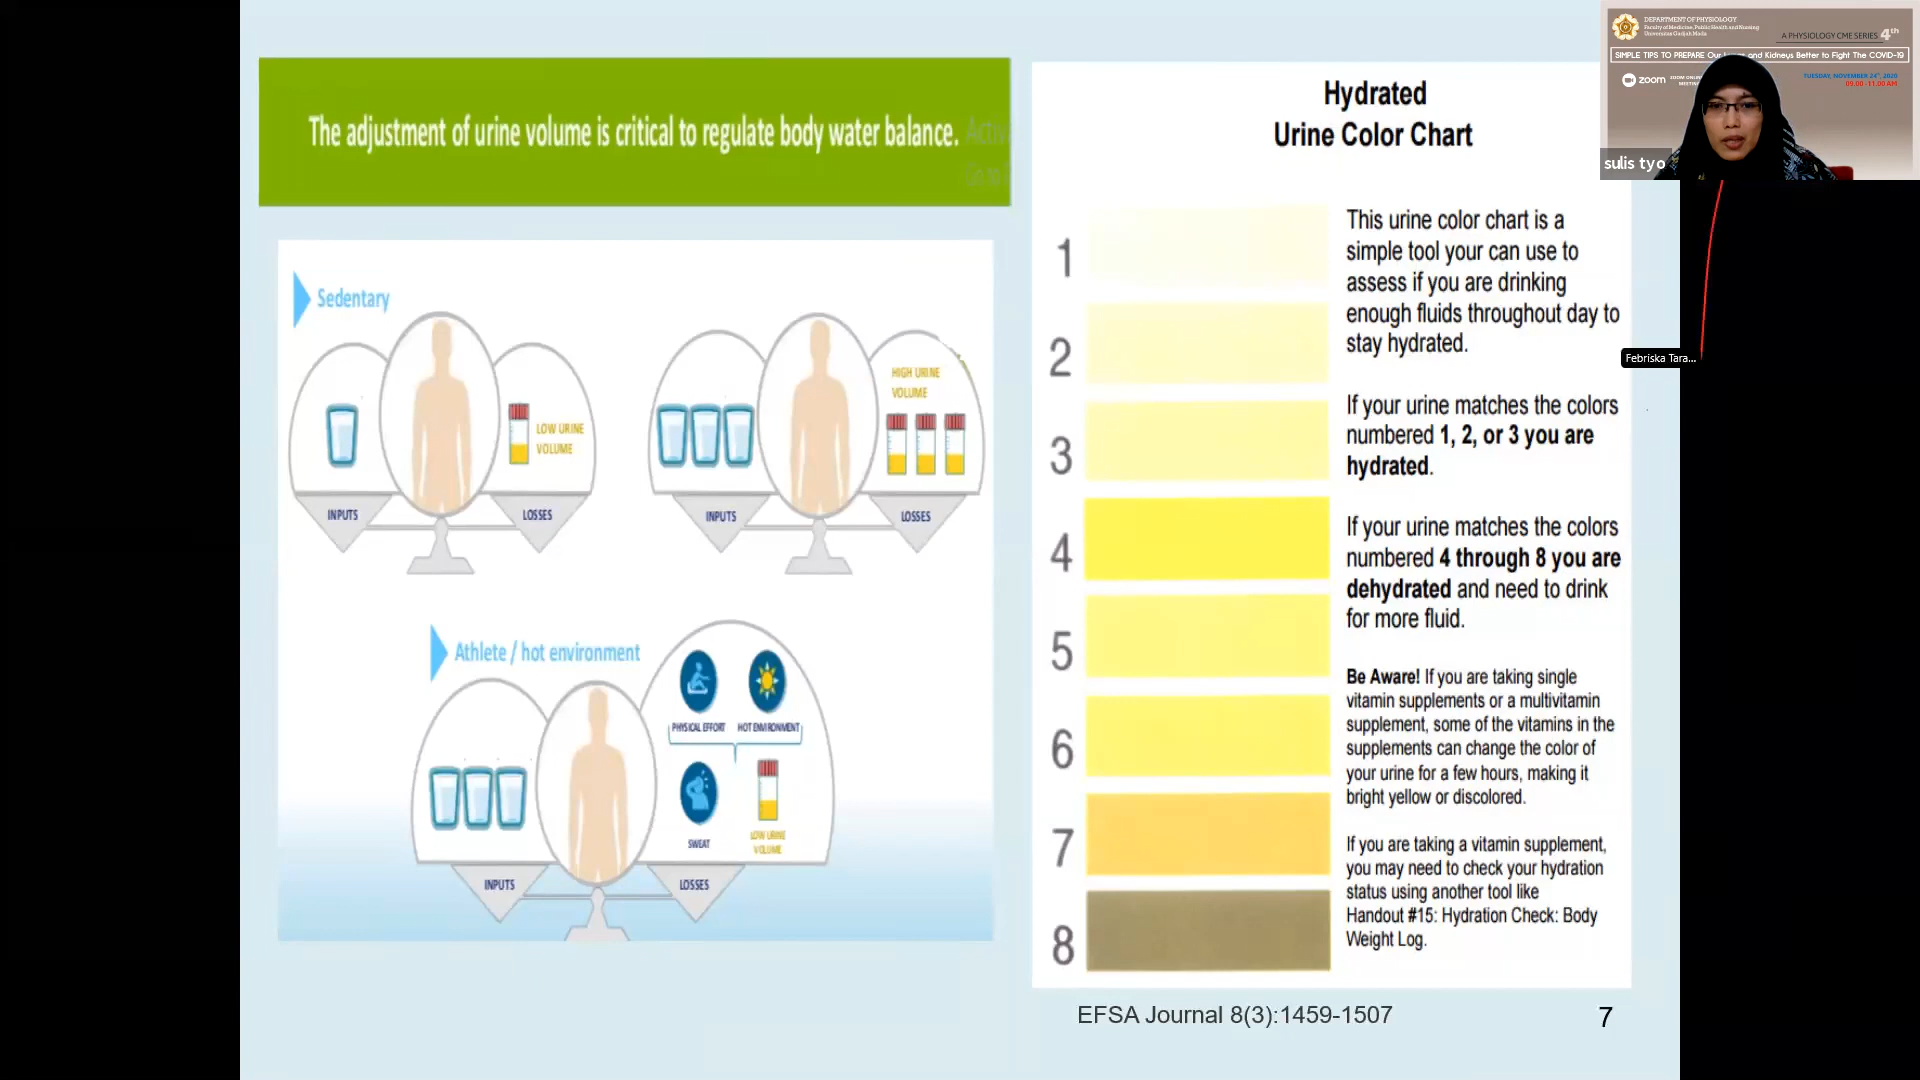 The adjustment of urine volume is critical to regulate body water balance.
Sedentary
LOW URINE
VOLUME
INPUTS
LOSSES
HIGH URINE
VOLUME
INPUTS
LOSSES
Athlete / hot environment
PHYSICAL EFFORT
HOT ENVIRONMENT
SWEAT
LOW URINE
VOLUME
INPUTS
LOSSES
Hydrated
Urine Color Chart
1
2
3
4
5
6
7
8
This urine color chart is a
simple tool your can use to
assess if you are drinking
enough fluids throughout day to
stay hydrated.
If your urine matches the colors
numbered 1, 2, or 3 you are
hydrated.
If your urine matches the colors
numbered 4 through 8 you are
dehydrated and need to drink
for more fluid.
Be Aware! If you are taking single
vitamin supplements or a multivitamin
supplement, some of the vitamins in the
supplements can change the color of
your urine for a few hours, making it
bright yellow or discolored.
If you are taking a vitamin supplement,
you may need to check your hydration
status using another tool like
Handout #15: Hydration Check: Body
Weight Log.
EFSA Journal 8(3):1459-1507
7
DEPARTMENT OF PHYSIOLOGY
Faculty of Medicine, Public Health and Nursing
Universitas Gadjah Mada
A PHYSIOLOGY CME SERIES 4th
SIMPLE TIPS TO PREPARE Our and Kidneys Better to Fight The COVID-19
zoom
TUESDAY, NOVEMBER 24th, 2020
09.00 -11.00 AM
sulis tyo
Febriska Tara...